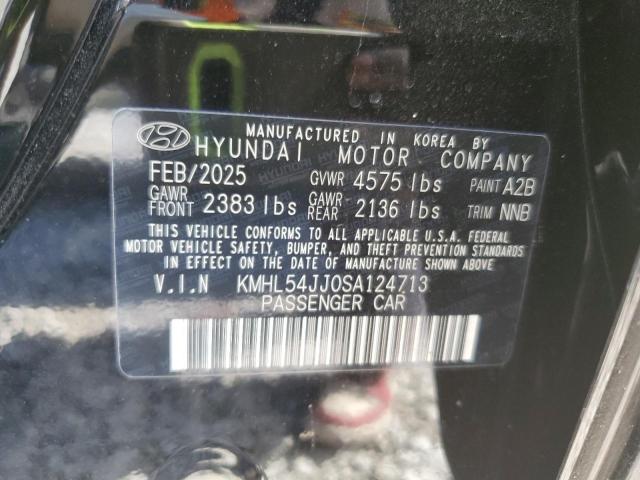 MANUFACTURED IN KOREA BY
HYUNDAI MOTOR COMPANY
FEB/2025 GVWR 4575 lbs PAINT A2B
GAWR FRONT 2383 lbs GAWR REAR 2136 lbs TRIM NNB
THIS VEHICLE CONFORMS TO ALL APPLICABLE U.S.A. FEDERAL
MOTOR VEHICLE SAFETY, BUMPER, AND THEFT PREVENTION STANDARDS
IN EFFECT ON THE DATE OF MANUFACTURE SHOWN ABOVE
V.I.N KMHL54JJ0SA124713
PASSENGER CAR